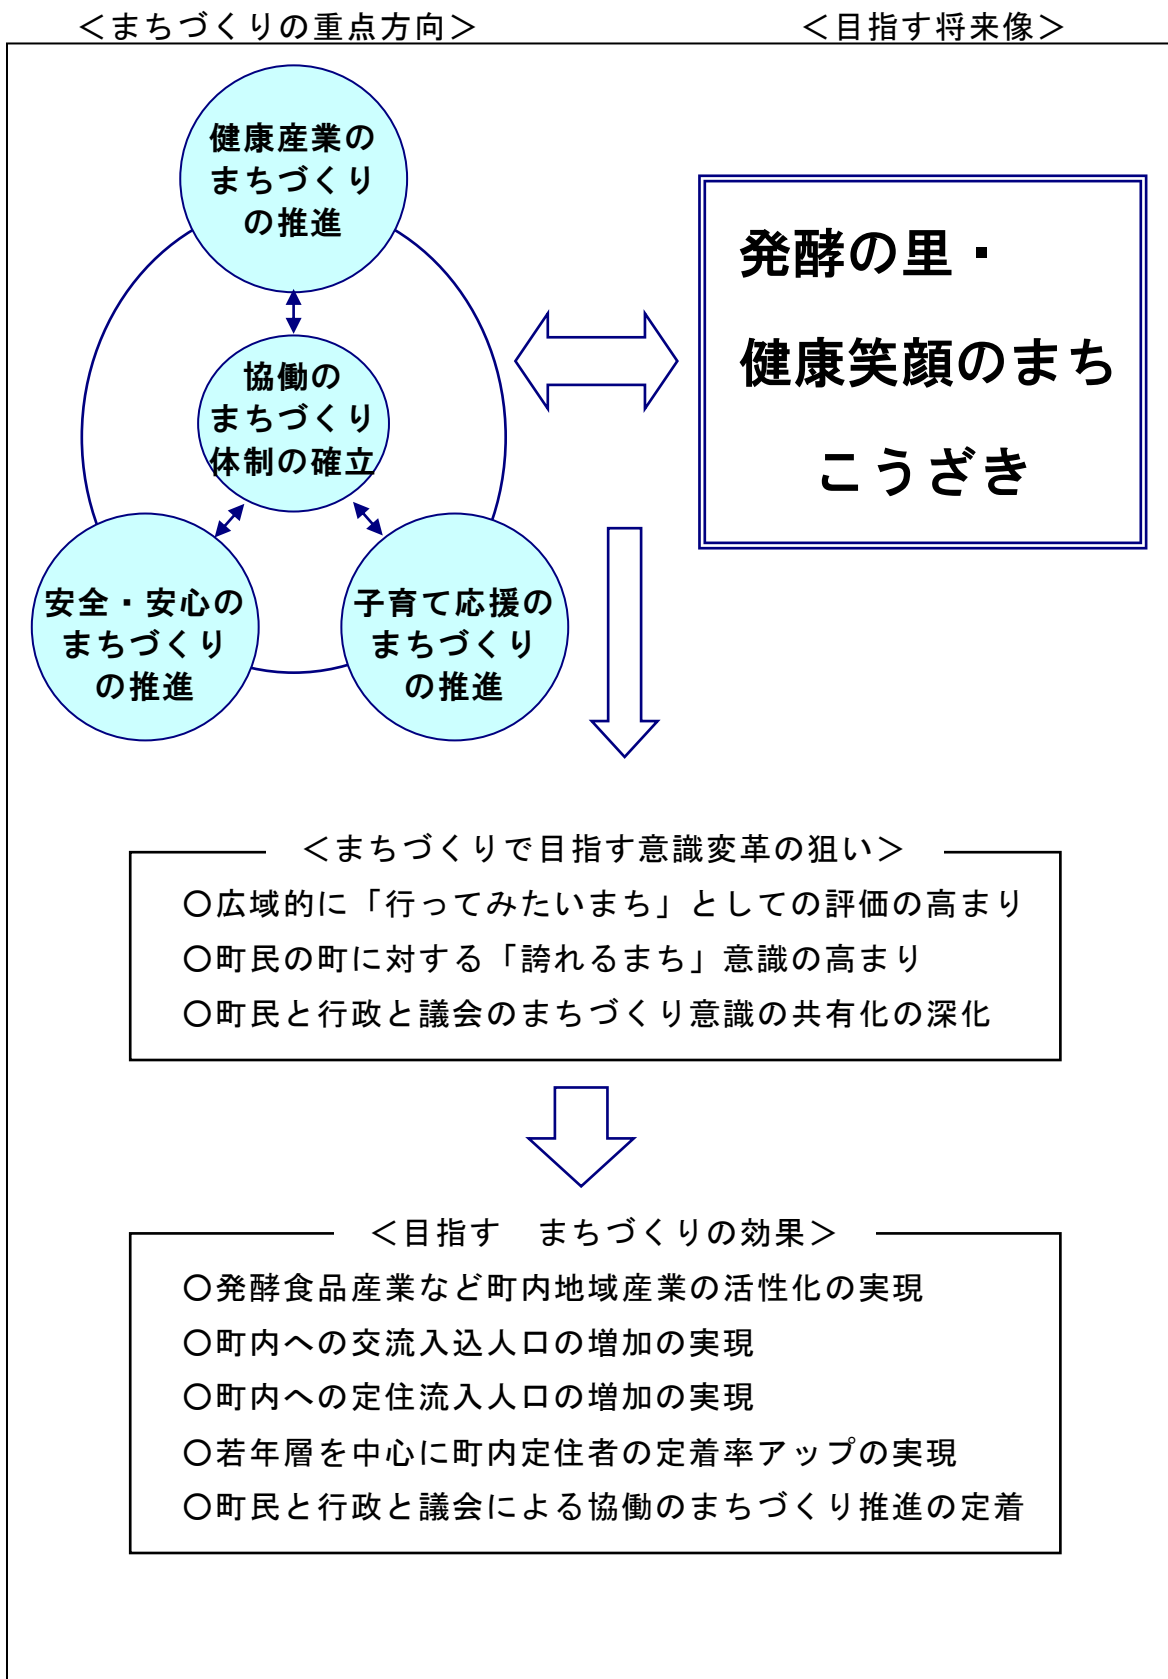 ＜まちづくりの重点方向＞
＜目指す将来像＞
健康産業の
まちづくり
の推進
協働の
まちづくり
体制の確立
安全・安心の
まちづくり
の推進
子育て応援の
まちづくり
の推進
発酵の里・
健康笑顔のまち
こうざき
＜まちづくりで目指す意識変革の狙い＞
○広域的に「行ってみたいまち」としての評価の高まり
○町民の町に対する「誇れるまち」意識の高まり
○町民と行政と議会のまちづくり意識の共有化の深化
＜目指す　まちづくりの効果＞
○発酵食品産業など町内地域産業の活性化の実現
○町内への交流入込人口の増加の実現
○町内への定住流入人口の増加の実現
○若年層を中心に町内定住者の定着率アップの実現
○町民と行政と議会による協働のまちづくり推進の定着